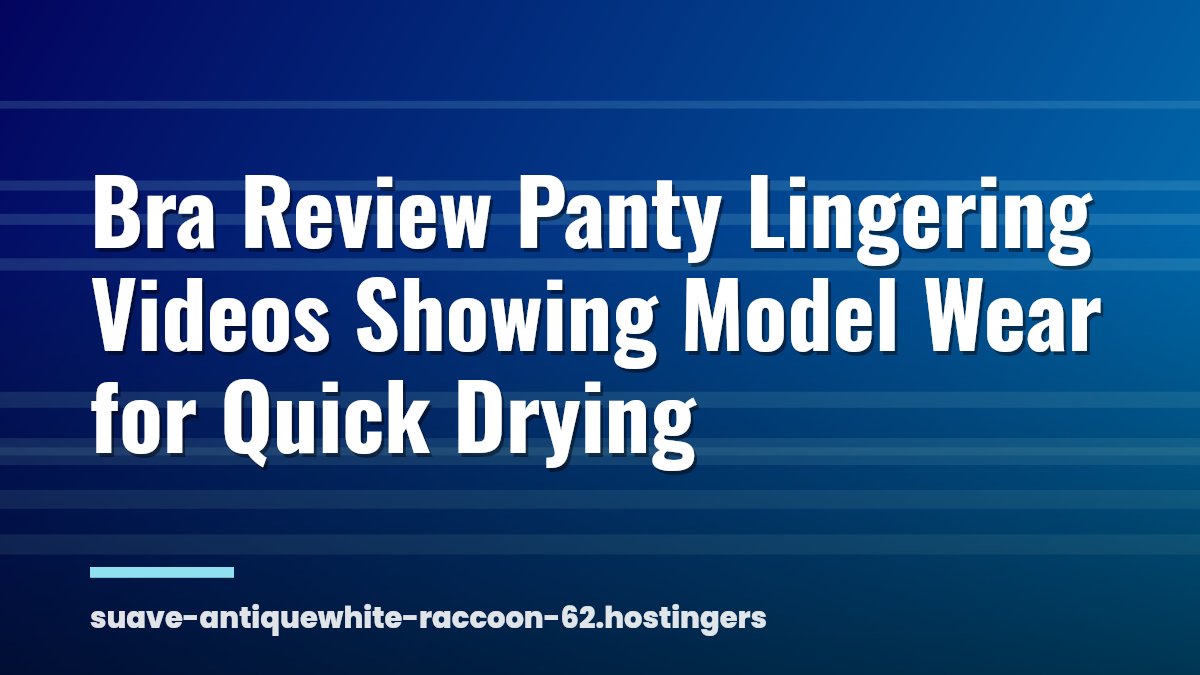 Bra Review Panty Lingering
Videos Showing Model Wear
for Quick Drying
suave-antiquewhite-raccoon-62.hostingers